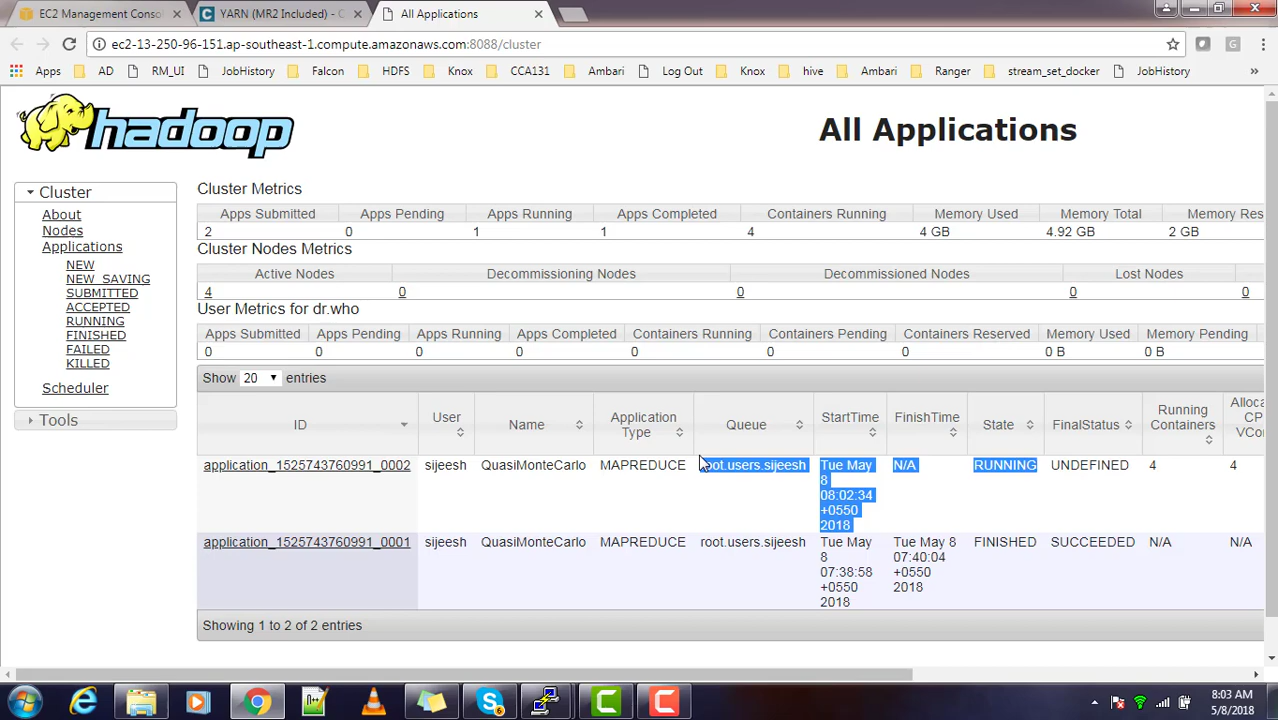 EC2 Management Conso
YARN (MR2 Included) - C
All Applications
ec2-13-250-96-151.ap-southeast-1.compute.amazonaws.com:8088/cluster
Apps AD RM_UI JobHistory Falcon HDFS Knox CCA131 Ambari Log Out Knox hive Ambari Ranger stream_set_docker JobHistory »
hadoop
All Applications
Cluster
About
Nodes
Applications
NEW
NEW_SAVING
SUBMITTED
ACCEPTED
RUNNING
FINISHED
FAILED
KILLED
Scheduler
Tools
Cluster Metrics
Apps Submitted Apps Pending Apps Running Apps Completed Containers Running Memory Used Memory Total Memory Res
2 0 1 1 4 4 GB 4.92 GB 2 GB
Cluster Nodes Metrics
Active Nodes Decommissioning Nodes Decommissioned Nodes Lost Nodes
4 0 0 0 0
User Metrics for dr.who
Apps Submitted Apps Pending Apps Running Apps Completed Containers Running Containers Pending Containers Reserved Memory Used Memory Pending
0 0 0 0 0 0 0 0 B 0 B
Show 20 entries
ID User Name Application Type Queue StartTime FinishTime State FinalStatus Running Containers Alloca CP VCor
application_1525743760991_0002 sijeesh QuasiMonteCarlo MAPREDUCE root.users.sijeesh Tue May 8 08:02:34 +0550 2018 N/A RUNNING UNDEFINED 4 4
application_1525743760991_0001 sijeesh QuasiMonteCarlo MAPREDUCE root.users.sijeesh Tue May 8 07:38:58 +0550 2018 Tue May 8 07:40:04 +0550 2018 FINISHED SUCCEEDED N/A N/A
Showing 1 to 2 of 2 entries
8:03 AM
5/8/2018